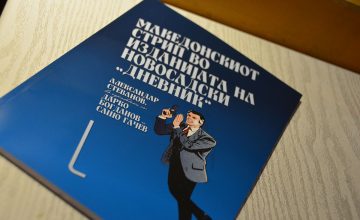 МАКЕДОНСКИОТ
СТРИП ВО
ИЗДАНИЈАТА НА
НОВОСАДСКИ
„ДНЕВНИК“
АЛЕКСАНДАР
СТЕВАНОВ
ДАРКО
БОГДАНОВ
САШО ГАЧЕВ